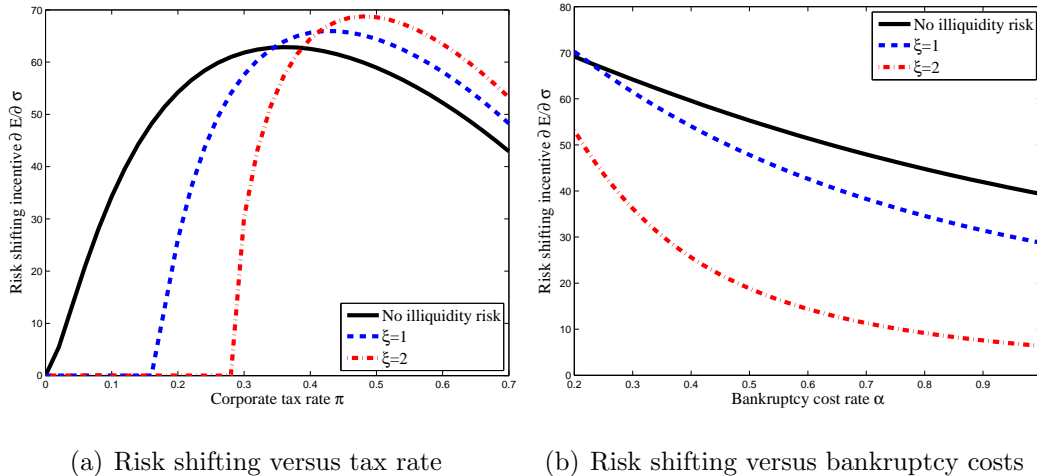 70
60
50
40
30
20
10
0
0
0.1
0.2
0.3
0.4
0.5
0.6
0.7
Risk shifting incentive ∂ E/∂ σ
Corporate tax rate π
No illiquidity risk
ξ=1
ξ=2
(a) Risk shifting versus tax rate
80
70
60
50
40
30
20
10
0
0.2
0.3
0.4
0.5
0.6
0.7
0.8
0.9
Risk shifting incentive ∂ E/∂ σ
Bankruptcy cost rate α
No illiquidity risk
ξ=1
ξ=2
(b) Risk shifting versus bankruptcy costs